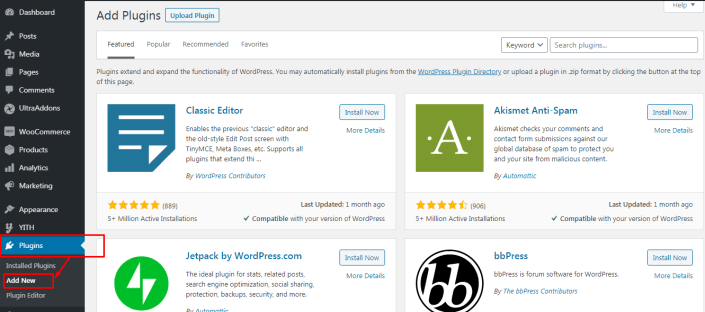 Dashboard
Posts
Media
Pages
Comments
UltraAddons
WooCommerce
Products
Analytics
Marketing
Appearance
YITH
Plugins
Installed Plugins
Add New
Plugin Editor
Help
Add Plugins Upload Plugin
Featured Popular Recommended Favorites Keyword Search plugins...
Plugins extend and expand the functionality of WordPress. You may automatically install plugins from the WordPress Plugin Directory or upload a plugin in .zip format by clicking the button at the top
of this page.
Classic Editor Install Now
More Details
Enables the previous "classic" editor and
the old-style Edit Post screen with
TinyMCE, Meta Boxes, etc. Supports all
plugins that extend thi ...
By WordPress Contributors
(889) Last Updated: 1 month ago
5+ Million Active Installations Compatible with your version of WordPress
A
Akismet Anti-Spam Install Now
More Details
Akismet checks your comments and
contact form submissions against our
global database of spam to protect you
and your site from malicious content.
By Automattic
(906) Last Updated: 1 month ago
5+ Million Active Installations Compatible with your version of WordPress
Jetpack by WordPress.com Install Now
More Details
The ideal plugin for stats, related posts,
search engine optimization, social sharing,
protection, backups, security, and more.
By Automattic
bb
bbPress Install Now
More Details
bbPress is forum software for WordPress.
By The bbPress Contributors